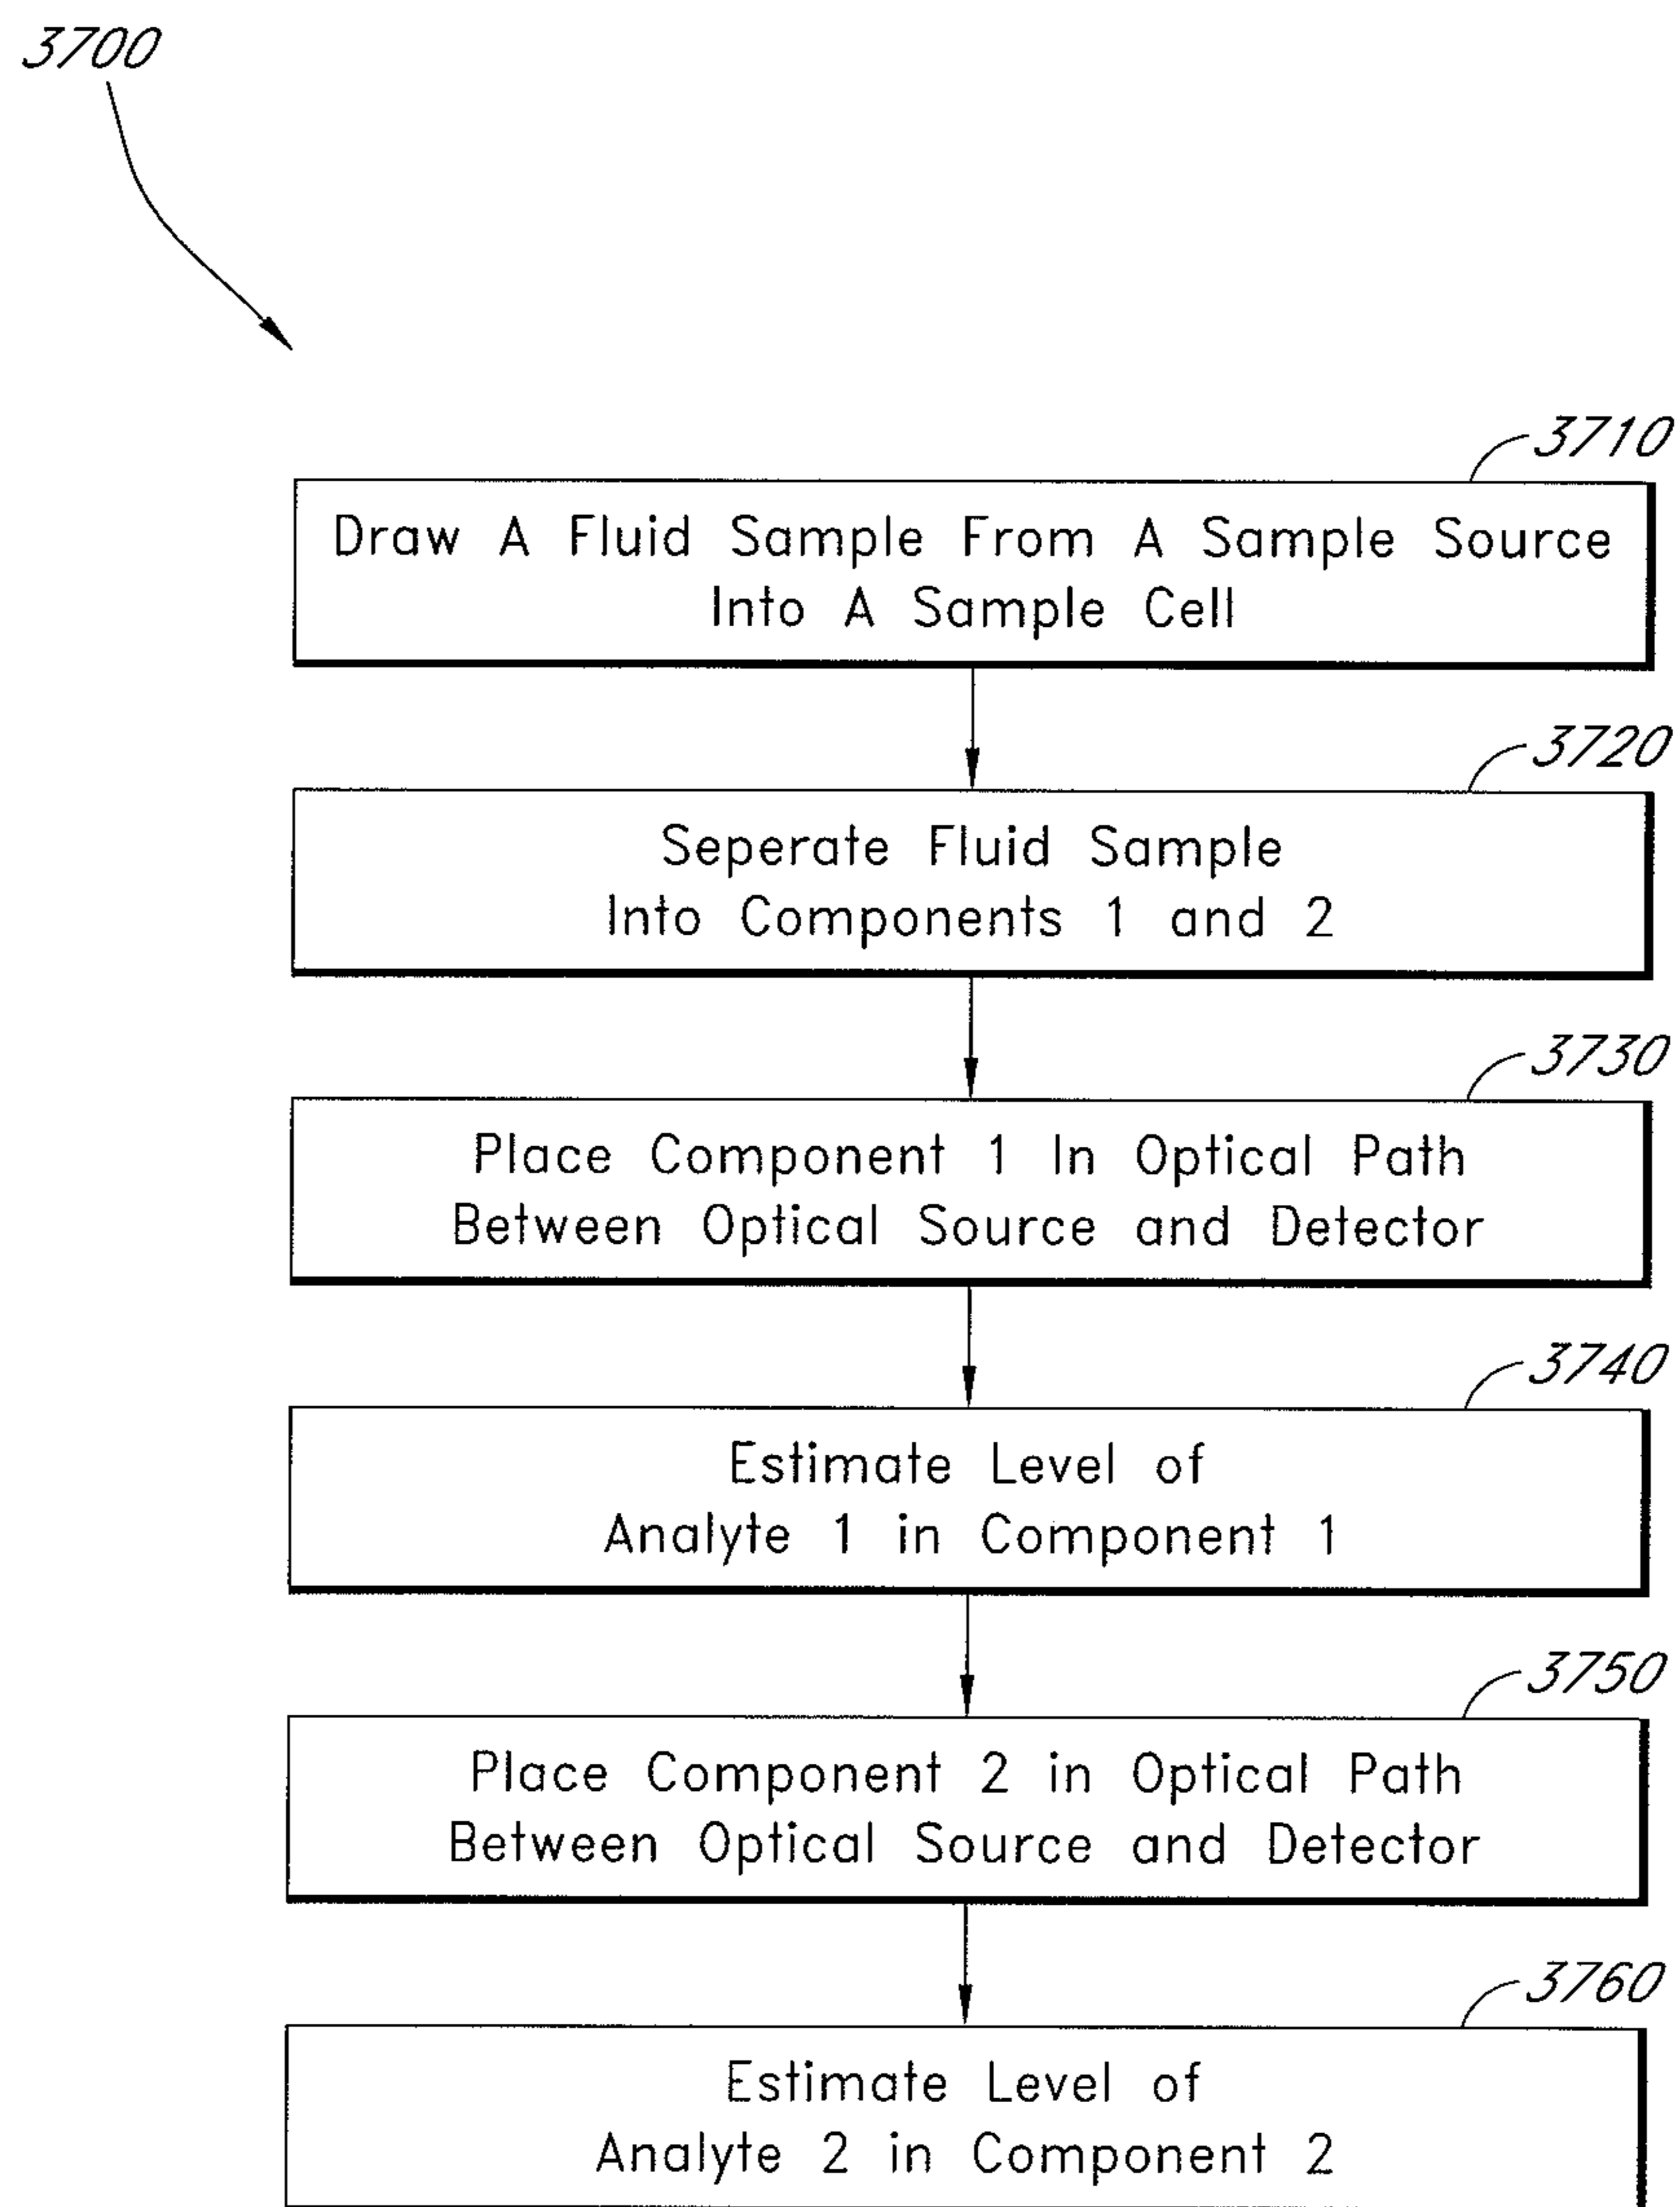 3700
3710
Draw A Fluid Sample From A Sample Source
Into A Sample Cell
3720
Seperate Fluid Sample
Into Components 1 and 2
3730
Place Component 1 In Optical Path
Between Optical Source and Detector
3740
Estimate Level of
Analyte 1 in Component 1
3750
Place Component 2 in Optical Path
Between Optical Source and Detector
3760
Estimate Level of
Analyte 2 in Component 2